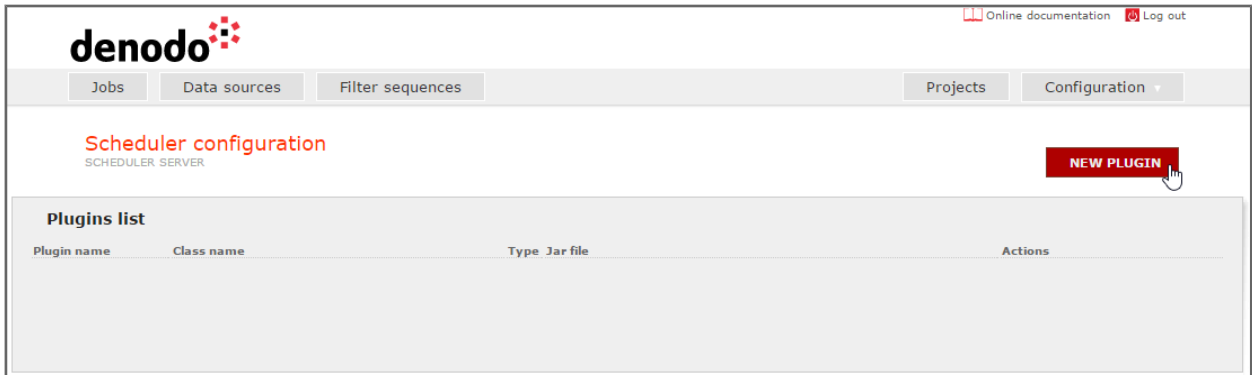 Online documentation Log out
denodo
Jobs Data sources Filter sequences Projects Configuration
Scheduler configuration
SCHEDULER SERVER
NEW PLUGIN
Plugins list
Plugin name Class name Type Jar file Actions